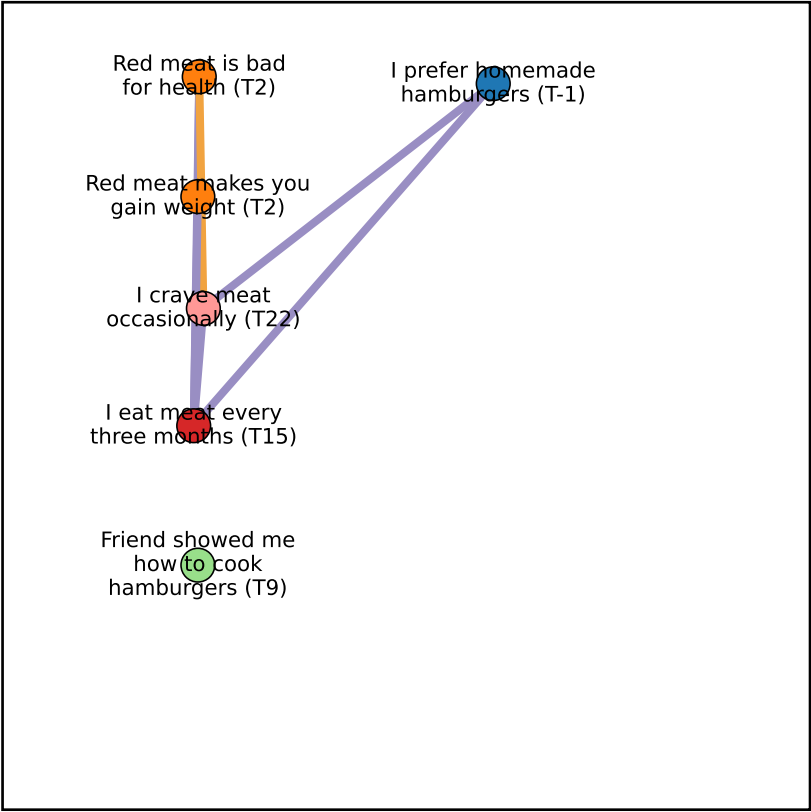 Red meat is bad
for health (T2)
I prefer homemade
hamburgers (T-1)
Red meat makes you
gain weight (T2)
I crave meat
occasionally (T22)
I eat meat every
three months (T15)
Friend showed me
how to cook
hamburgers (T9)